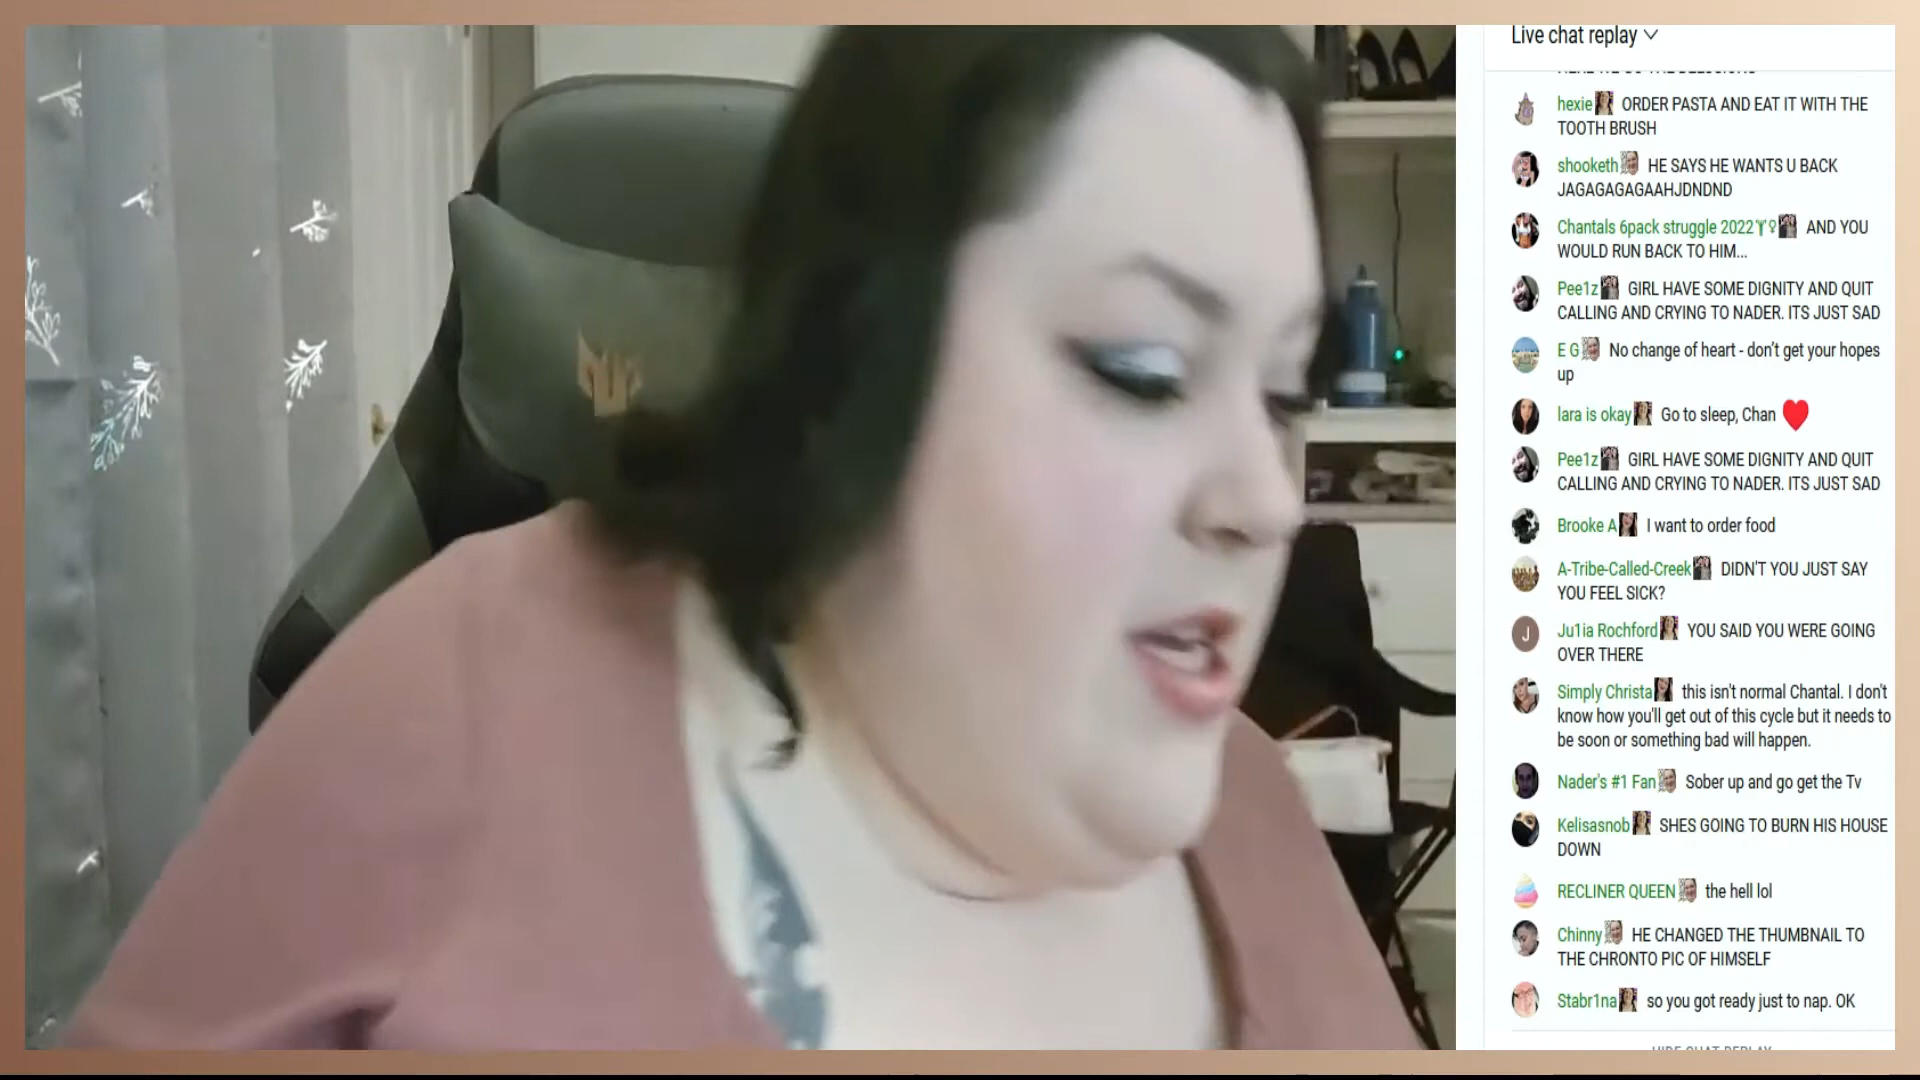 Live chat replay
hexie ORDER PASTA AND EAT IT WITH THE
TOOTH BRUSH
shooketh HE SAYS HE WANTS U BACK
JAGAGAGAGAAHJDNDND
Chantals 6pack struggle 2022 AND YOU
WOULD RUN BACK TO HIM...
Pee1z GIRL HAVE SOME DIGNITY AND QUIT
CALLING AND CRYING TO NADER. ITS JUST SAD
E G No change of heart - don't get your hopes
up
lara is okay Go to sleep, Chan
Pee1z GIRL HAVE SOME DIGNITY AND QUIT
CALLING AND CRYING TO NADER. ITS JUST SAD
Brooke A I want to order food
A-Tribe-Called-Creek DIDN'T YOU JUST SAY
YOU FEEL SICK?
J
Ju1ia Rochford YOU SAID YOU WERE GOING
OVER THERE
Simply Christa this isn't normal Chantal. I don't
know how you'll get out of this cycle but it needs to
be soon or something bad will happen.
Nader's #1 Fan Sober up and go get the Tv
Kelisasnob SHES GOING TO BURN HIS HOUSE
DOWN
RECLINER QUEEN the hell lol
Chinny HE CHANGED THE THUMBNAIL TO
THE CHRONTO PIC OF HIMSELF
Stabr1na so you got ready just to nap. OK
HIDE CHAT REPLAY